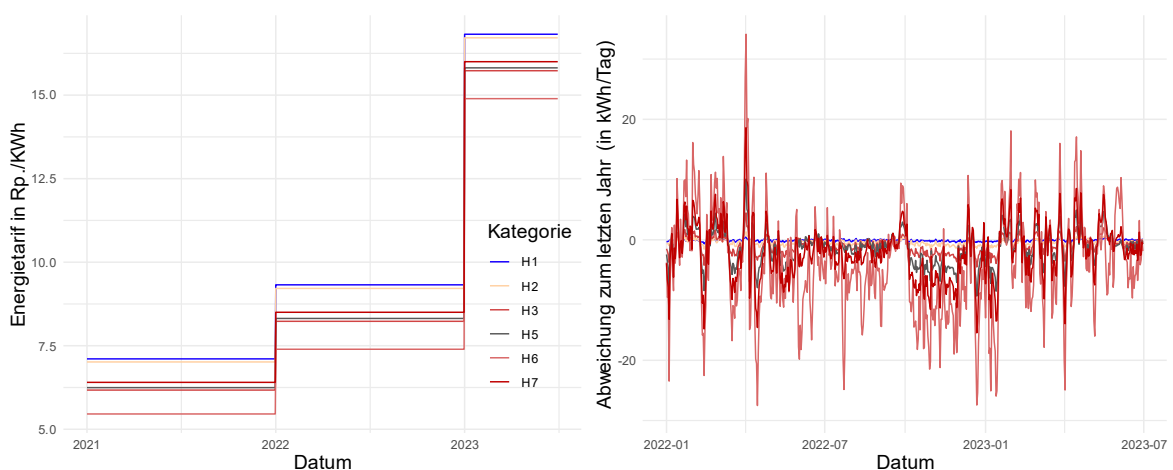 Energietarif in Rp./KWh
15.0
12.5
10.0
7.5
5.0
2021
2022
2023
Datum
Kategorie
H1
H2
H3
H5
H6
H7
Abweichung zum letzten Jahr (in kWh/Tag)
20
0
-20
2022-01
2022-07
2023-01
2023-07
Datum